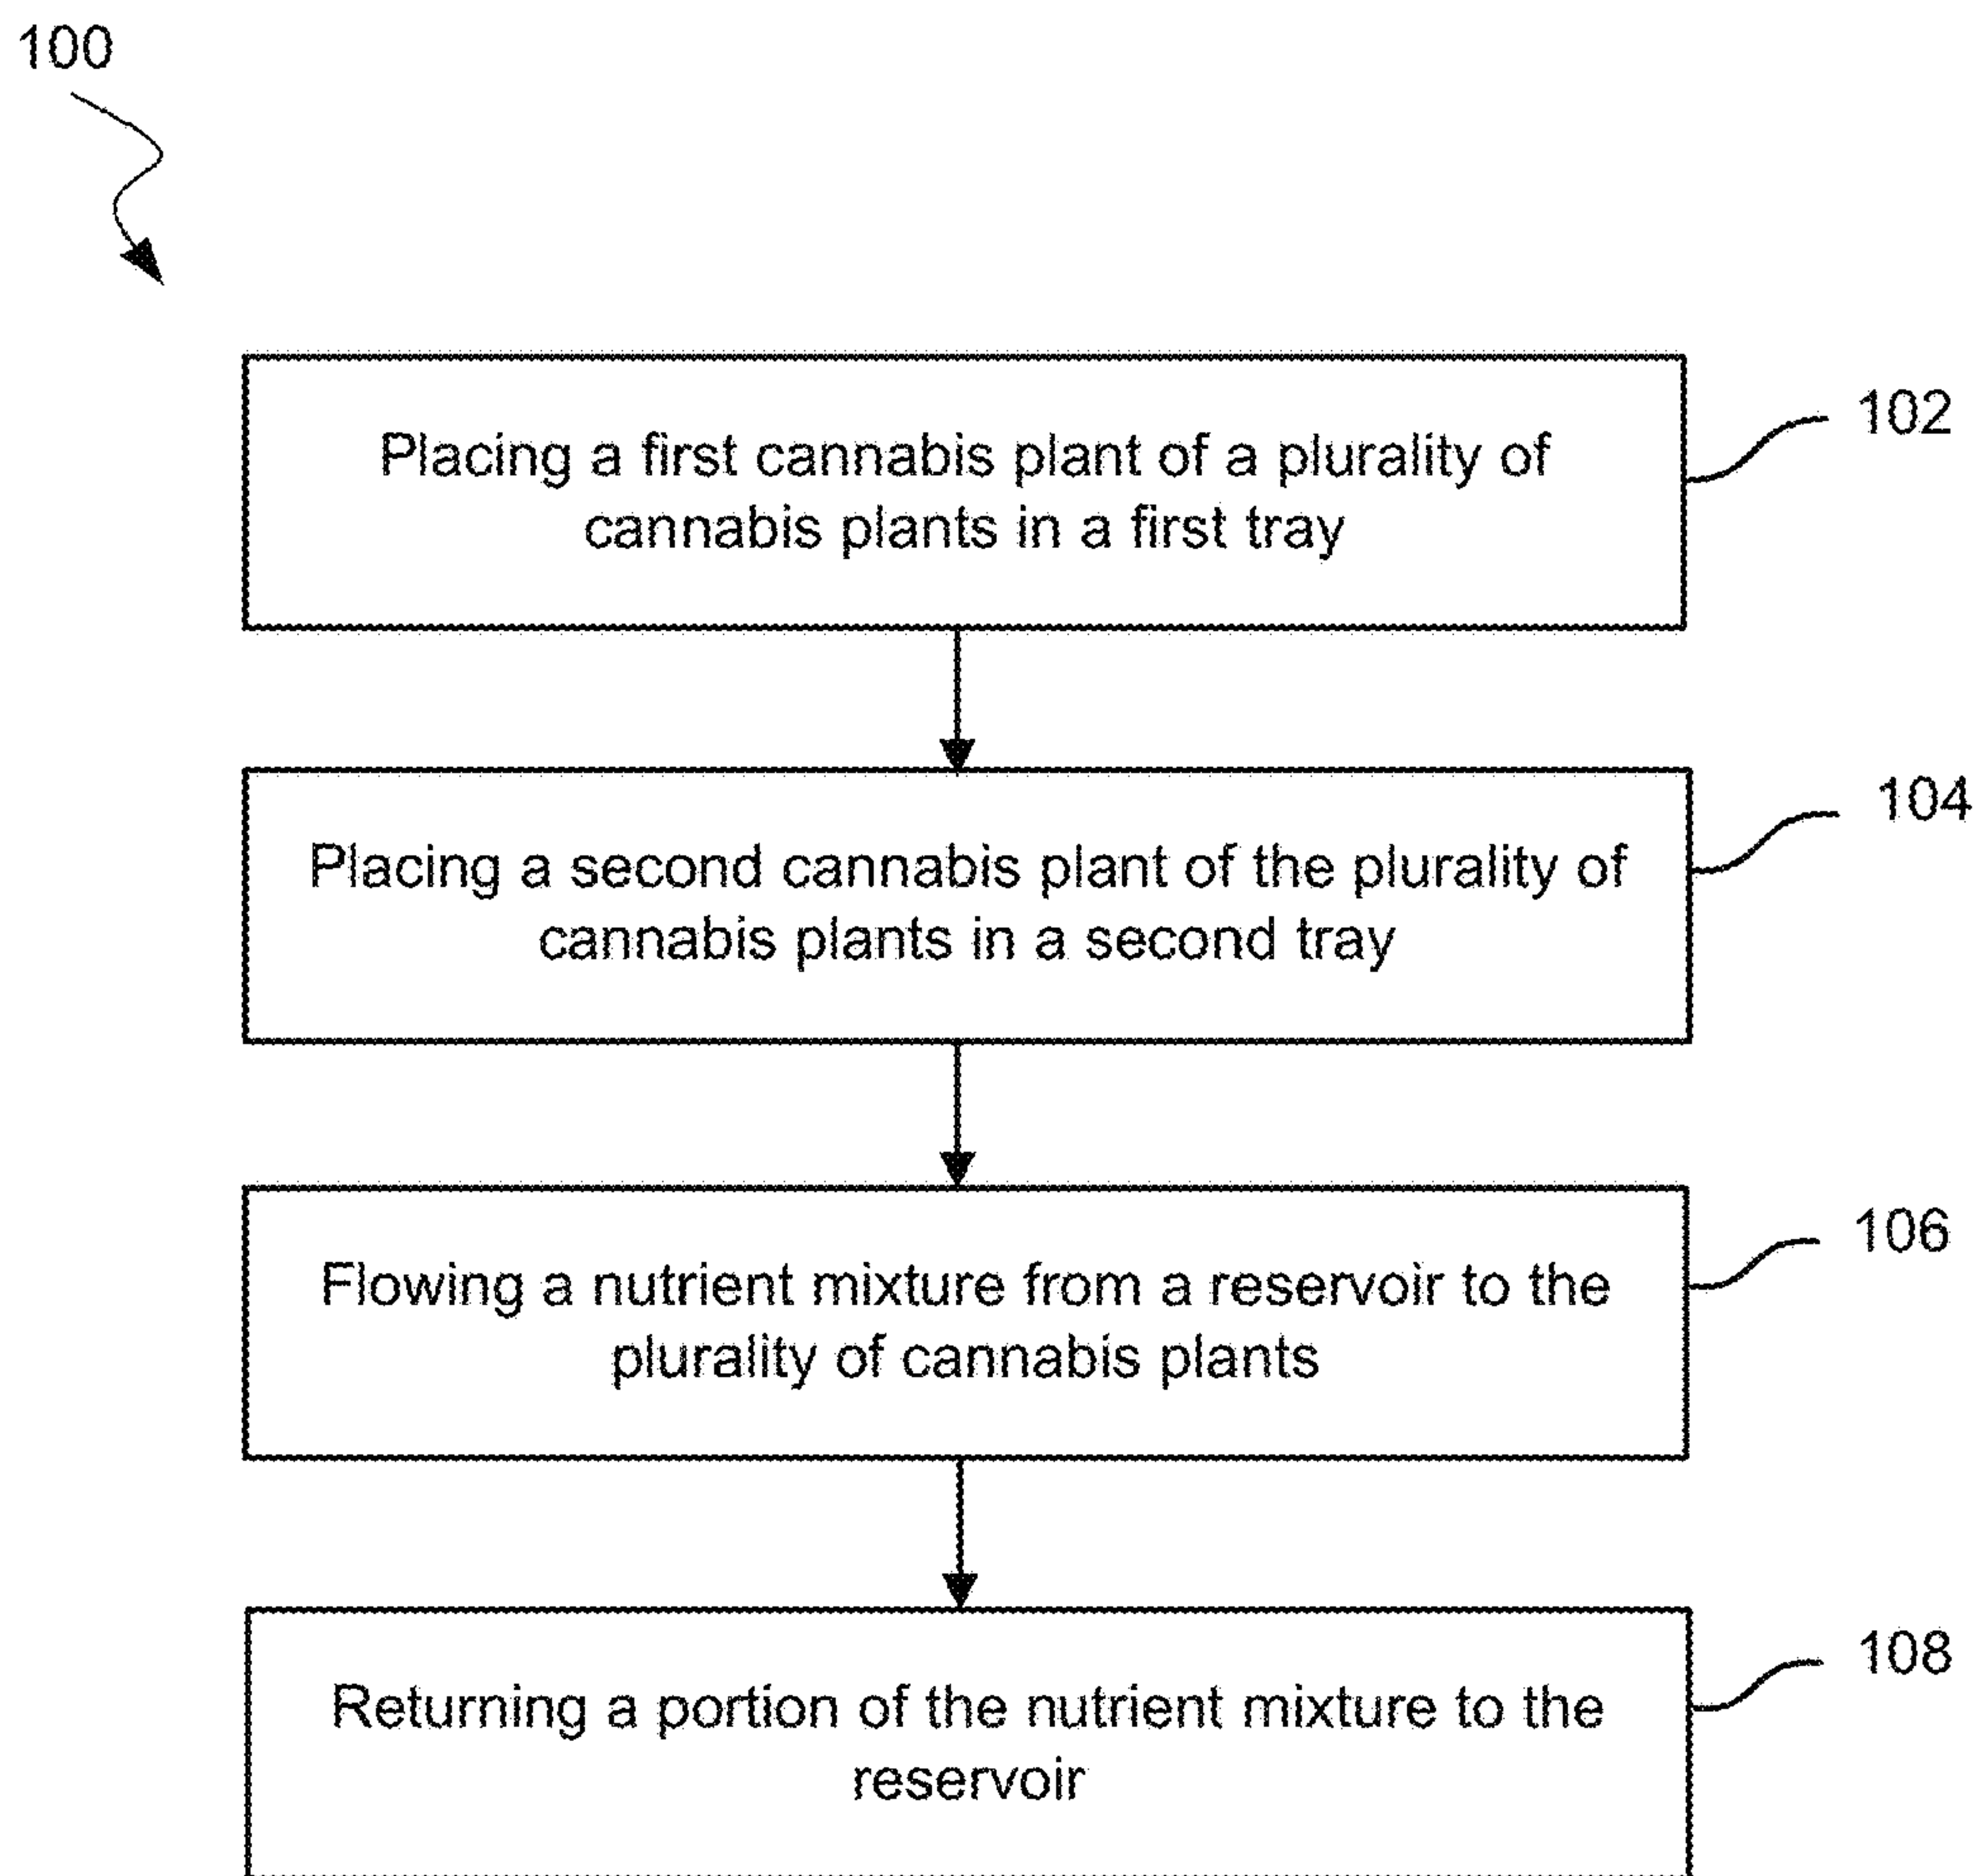 100
Placing a first cannabis plant of a plurality of
cannabis plants in a first tray
102
Placing a second cannabis plant of the plurality of
cannabis plants in a second tray
104
Flowing a nutrient mixture from a reservoir to the
plurality of cannabis plants
106
Returning a portion of the nutrient mixture to the
reservoir
108